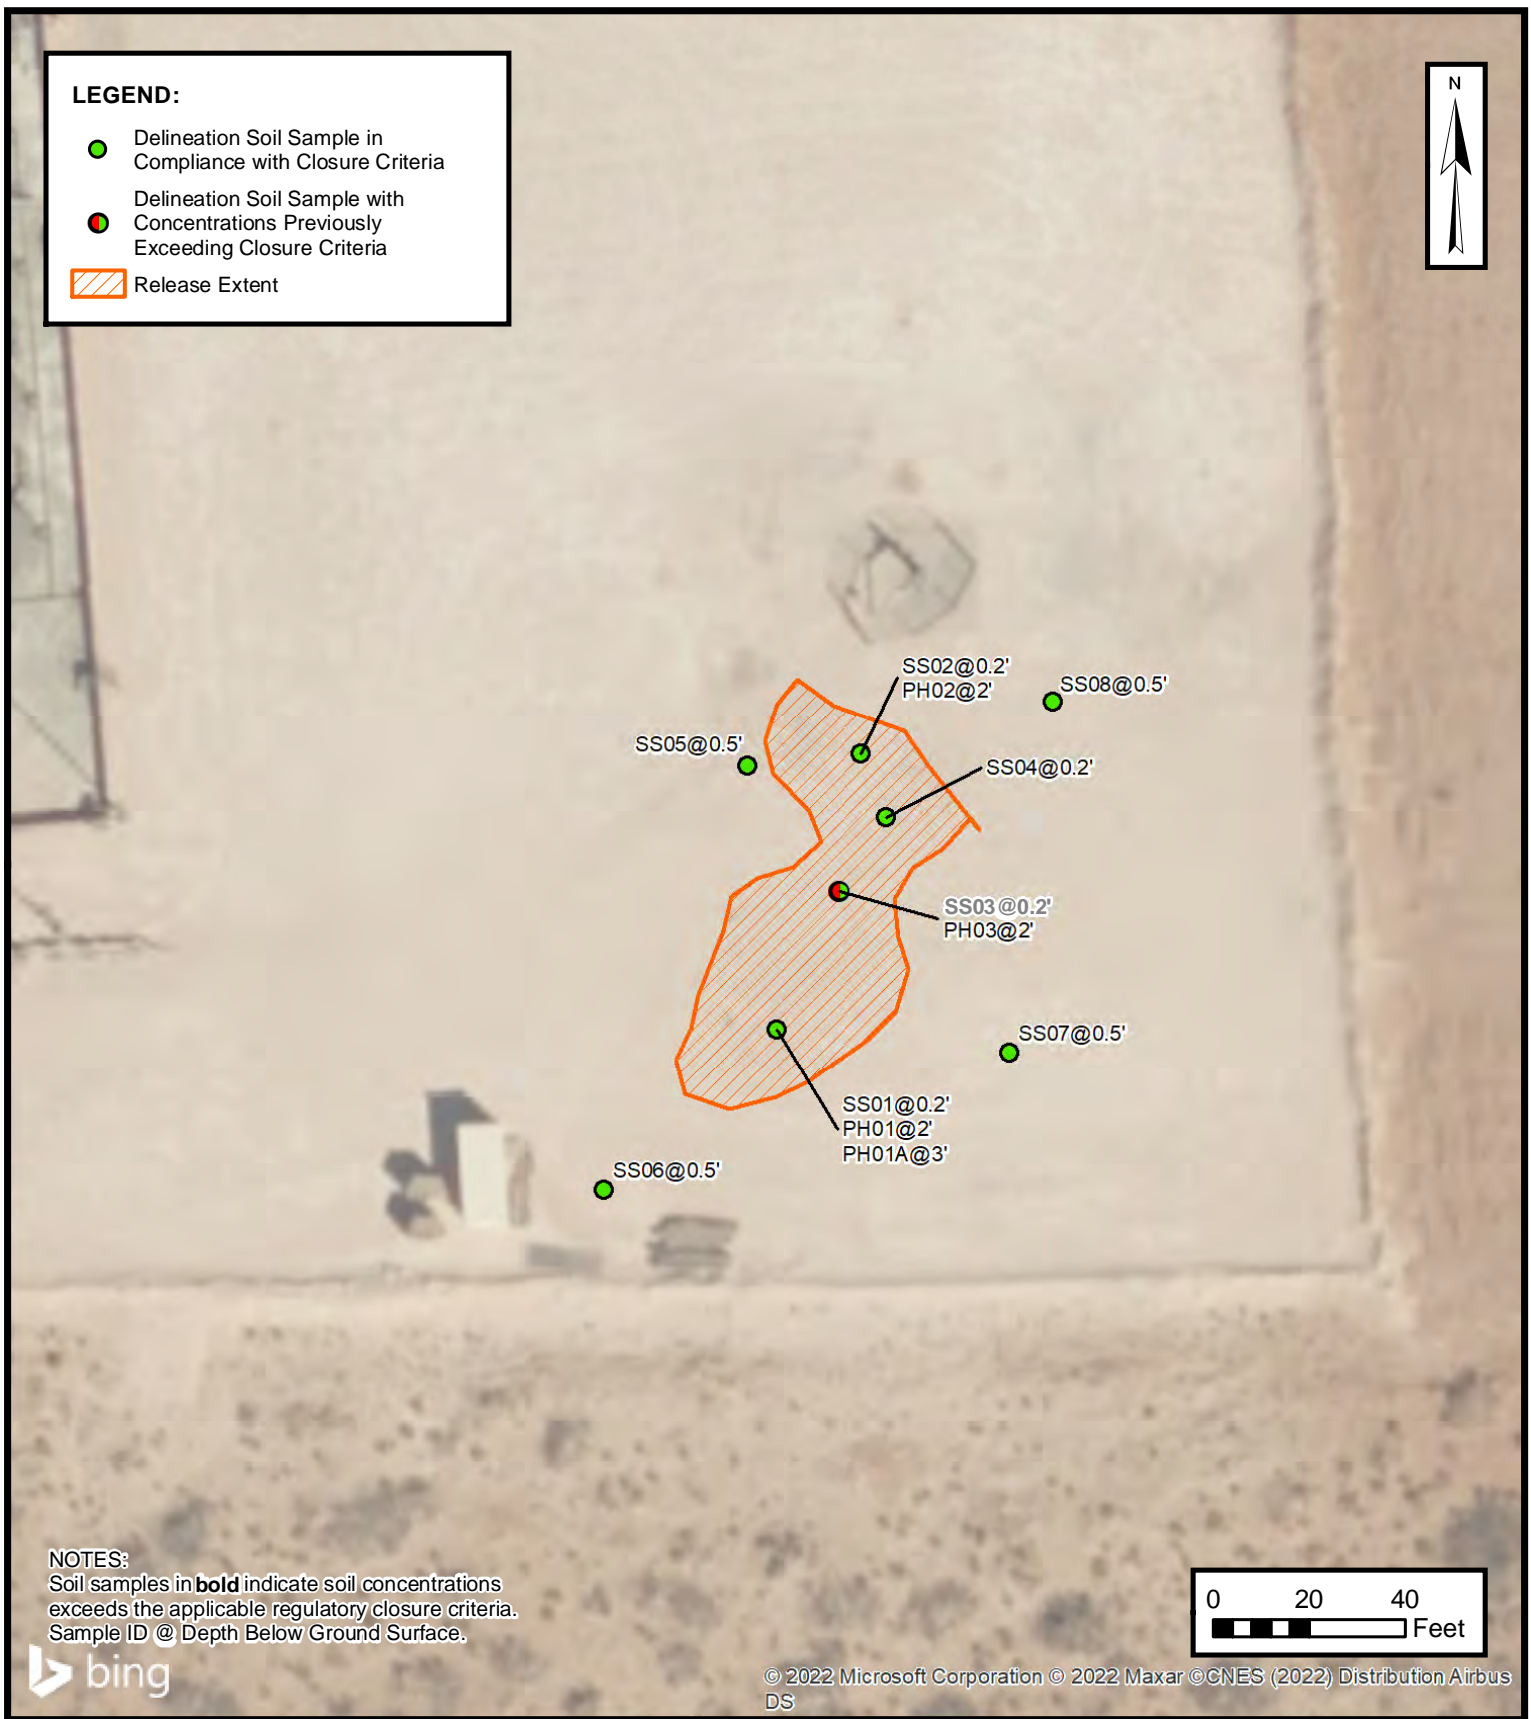 LEGEND:
Delineation Soil Sample in
Compliance with Closure Criteria
Delineation Soil Sample with
Concentrations Previously
Exceeding Closure Criteria
Release Extent
N
SS02@0.2'
PH02@2'
SS08@0.5'
SS05@0.5'
SS04@0.2'
SS03@0.2'
PH03@2'
SS07@0.5'
SS01@0.2'
PH01@2'
PH01A@3'
SS06@0.5'
NOTES:
Soil samples in bold indicate soil concentrations
exceeds the applicable regulatory closure criteria.
Sample ID @ Depth Below Ground Surface.
bing
0 20 40
Feet
© 2022 Microsoft Corporation © 2022 Maxar ©CNES (2022) Distribution Airbus
DS